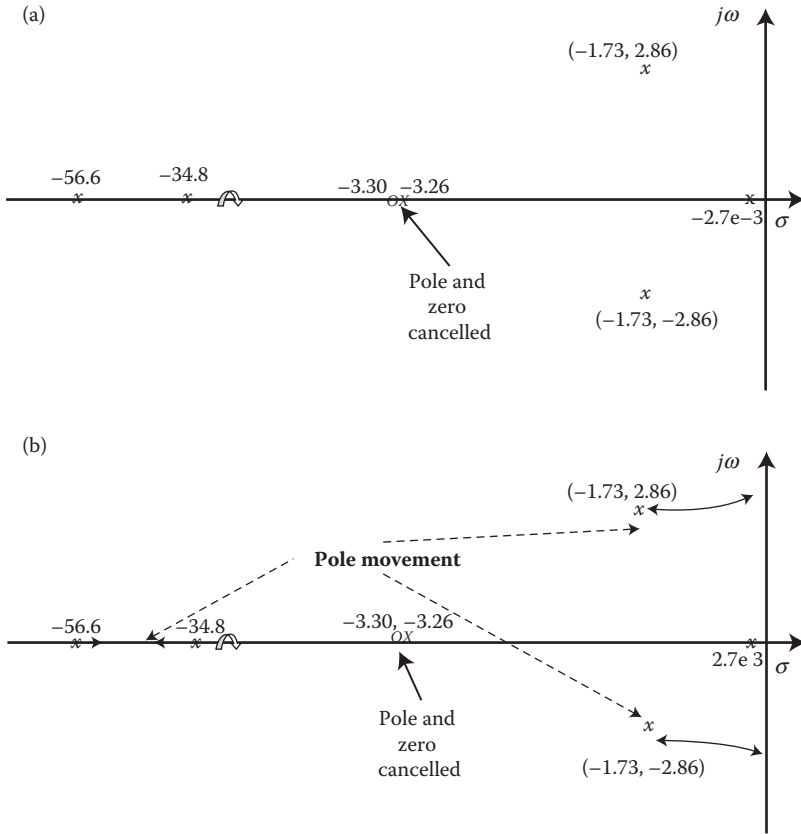 (a)
jω
(−1.73, 2.86)
x
−56.6
−34.8
−3.30, −3.26
x
x
OX
x
−2.7e−3
σ
Pole and
zero
cancelled
x
(−1.73, −2.86)
(b)
jω
(−1.73, 2.86)
x
Pole movement
−56.6
−34.8
−3.30, −3.26
x
x
OX
x
2.7e 3
σ
Pole and
zero
cancelled
x
(−1.73, −2.86)